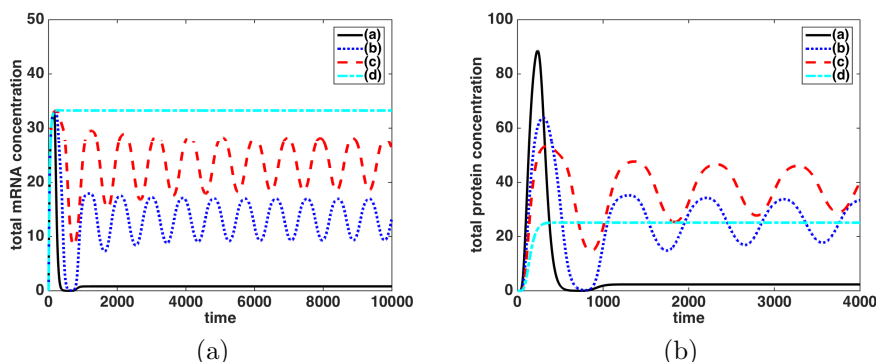 50
40
30
20
10
0
total mRNA concentration
0 2000 4000 6000 8000 10000
time
(a)
(b)
(c)
(d)
(a)
100
80
60
40
20
0
total protein concentration
0 1000 2000 3000 4000
time
(a)
(b)
(c)
(d)
(b)